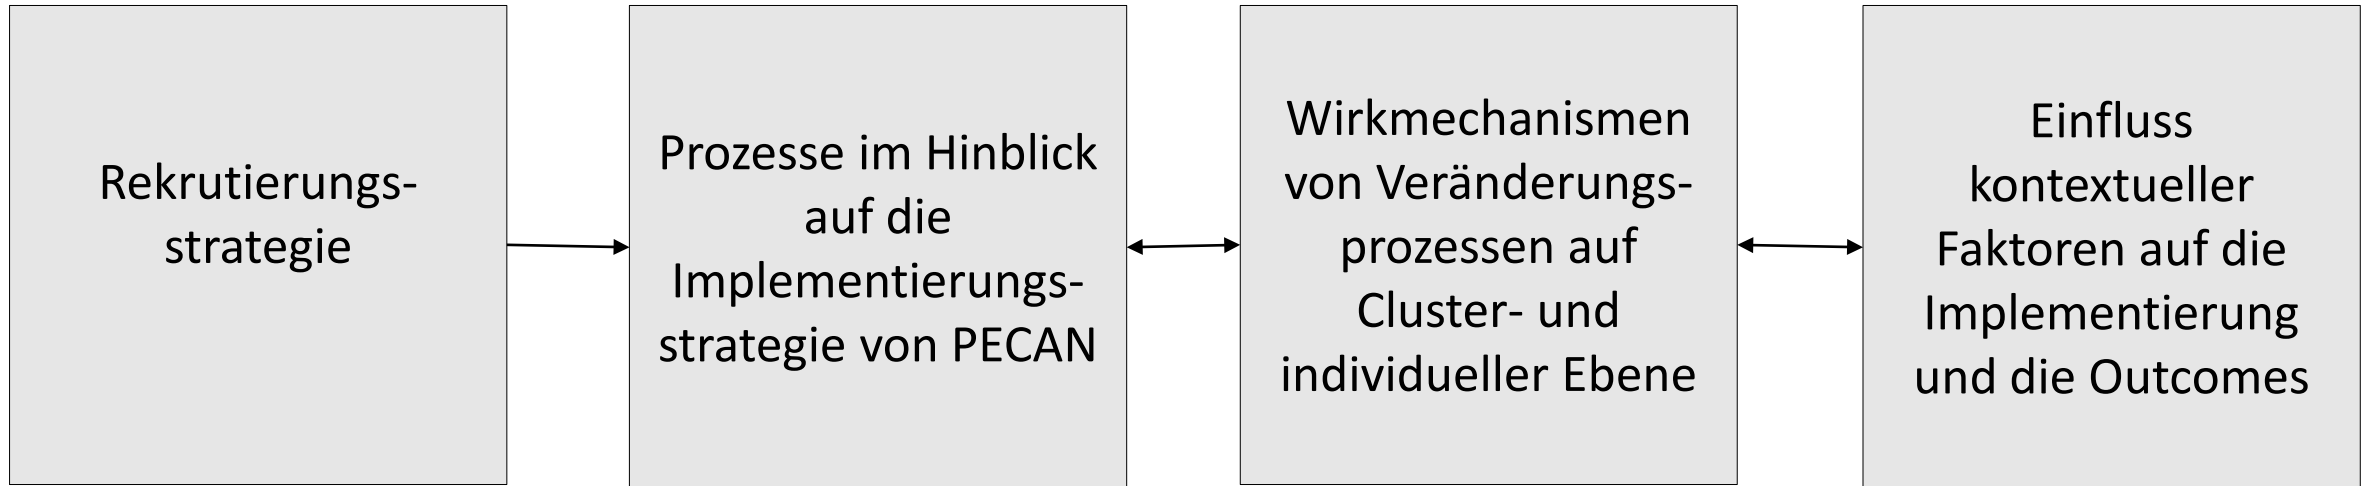 Rekrutierungs-
strategie
Prozesse im Hinblick
auf die
Implementierungs-
strategie von PECAN
Wirkmechanismen
von Veränderungs-
prozessen auf
Cluster- und
individueller Ebene
Einfluss
kontextueller
Faktoren auf die
Implementierung
und die Outcomes